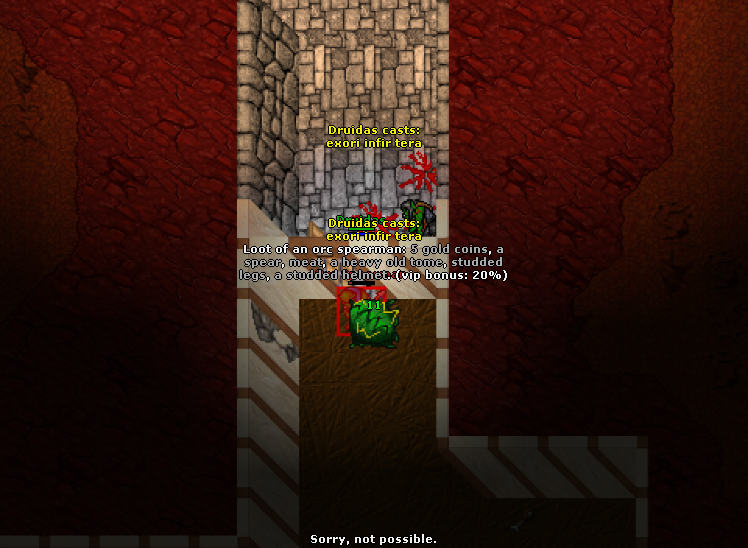 Druidas casts:
exori infir tera
Druidas casts:
exori infir tera
Loot of an orc spearman: 5 gold coins, a
spear, meat, a heavy old tome, studded
legs, a studded helmet. (vip bonus: 20%)
11
Sorry, not possible.